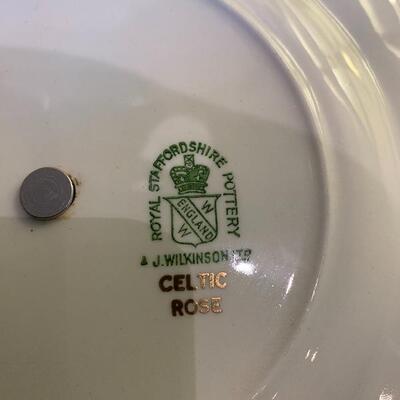 ROYAL STAFFORDSHIRE POTTERY
W
ENGLAND
W
A J. WILKINSON LTD
CELTIC
ROSE